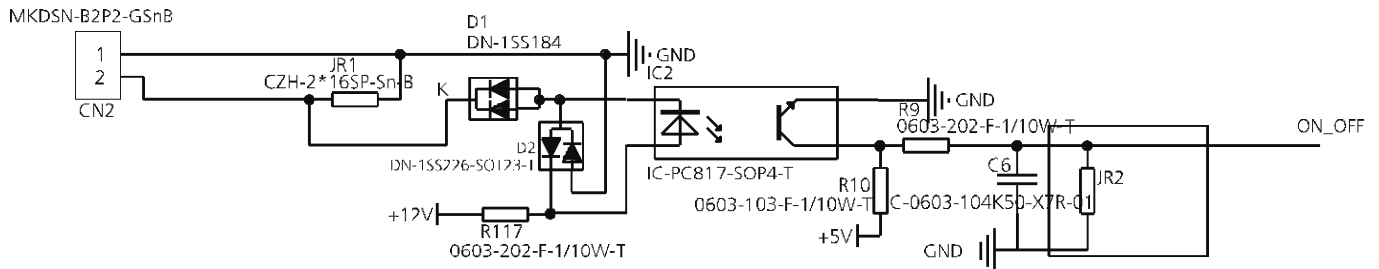 MKDSN-B2P2-GSnB
D1
DN-1SS184
GND
1
2
JR1
CZH-2*16SP-Sn-B
CN2
K
IC2
GND
R9
0603-202-F-1/10W-T
ON_OFF
D2
DN-1SS226-SOT23-T
IC-PC817-SOP4-T
C6
R10
JR2
0603-103-F-1/10W-T
C-0603-104K50-X7R-01
+12V
R117
0603-202-F-1/10W-T
+5V
GND